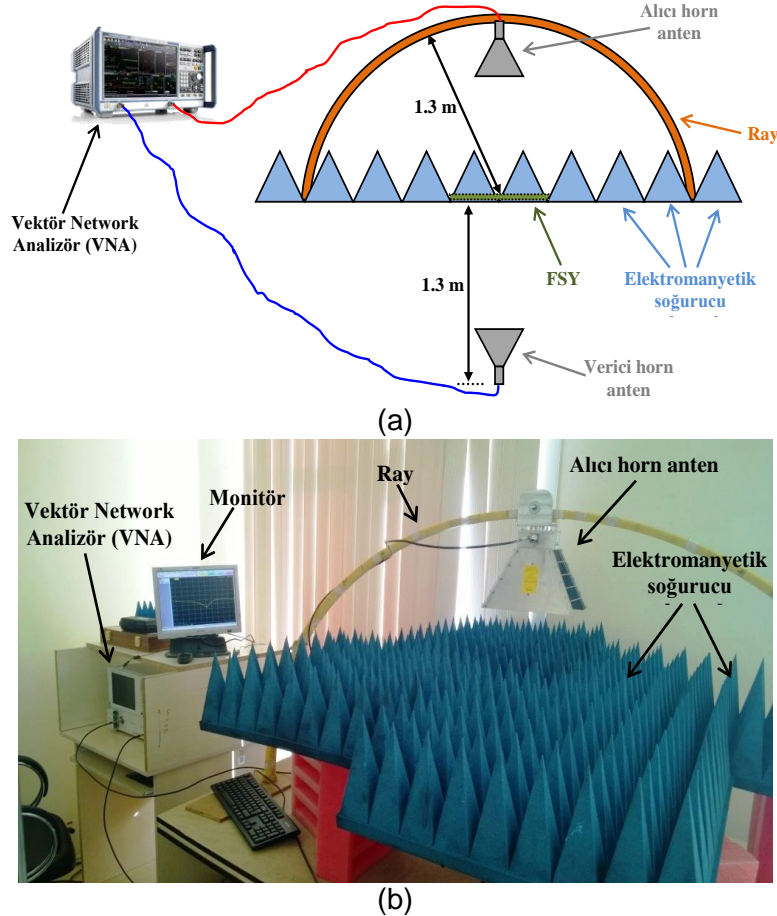 Alıcı horn
anten
1.3 m
Ray
Vektör Network
Analizör (VNA)
1.3 m
FSY
Elektromanyetik
soğurucu
Verici horn
anten
(a)
Alıcı horn anten
Ray
Monitör
Vektör Network
Analizör (VNA)
Elektromanyetik
soğurucu
(b)